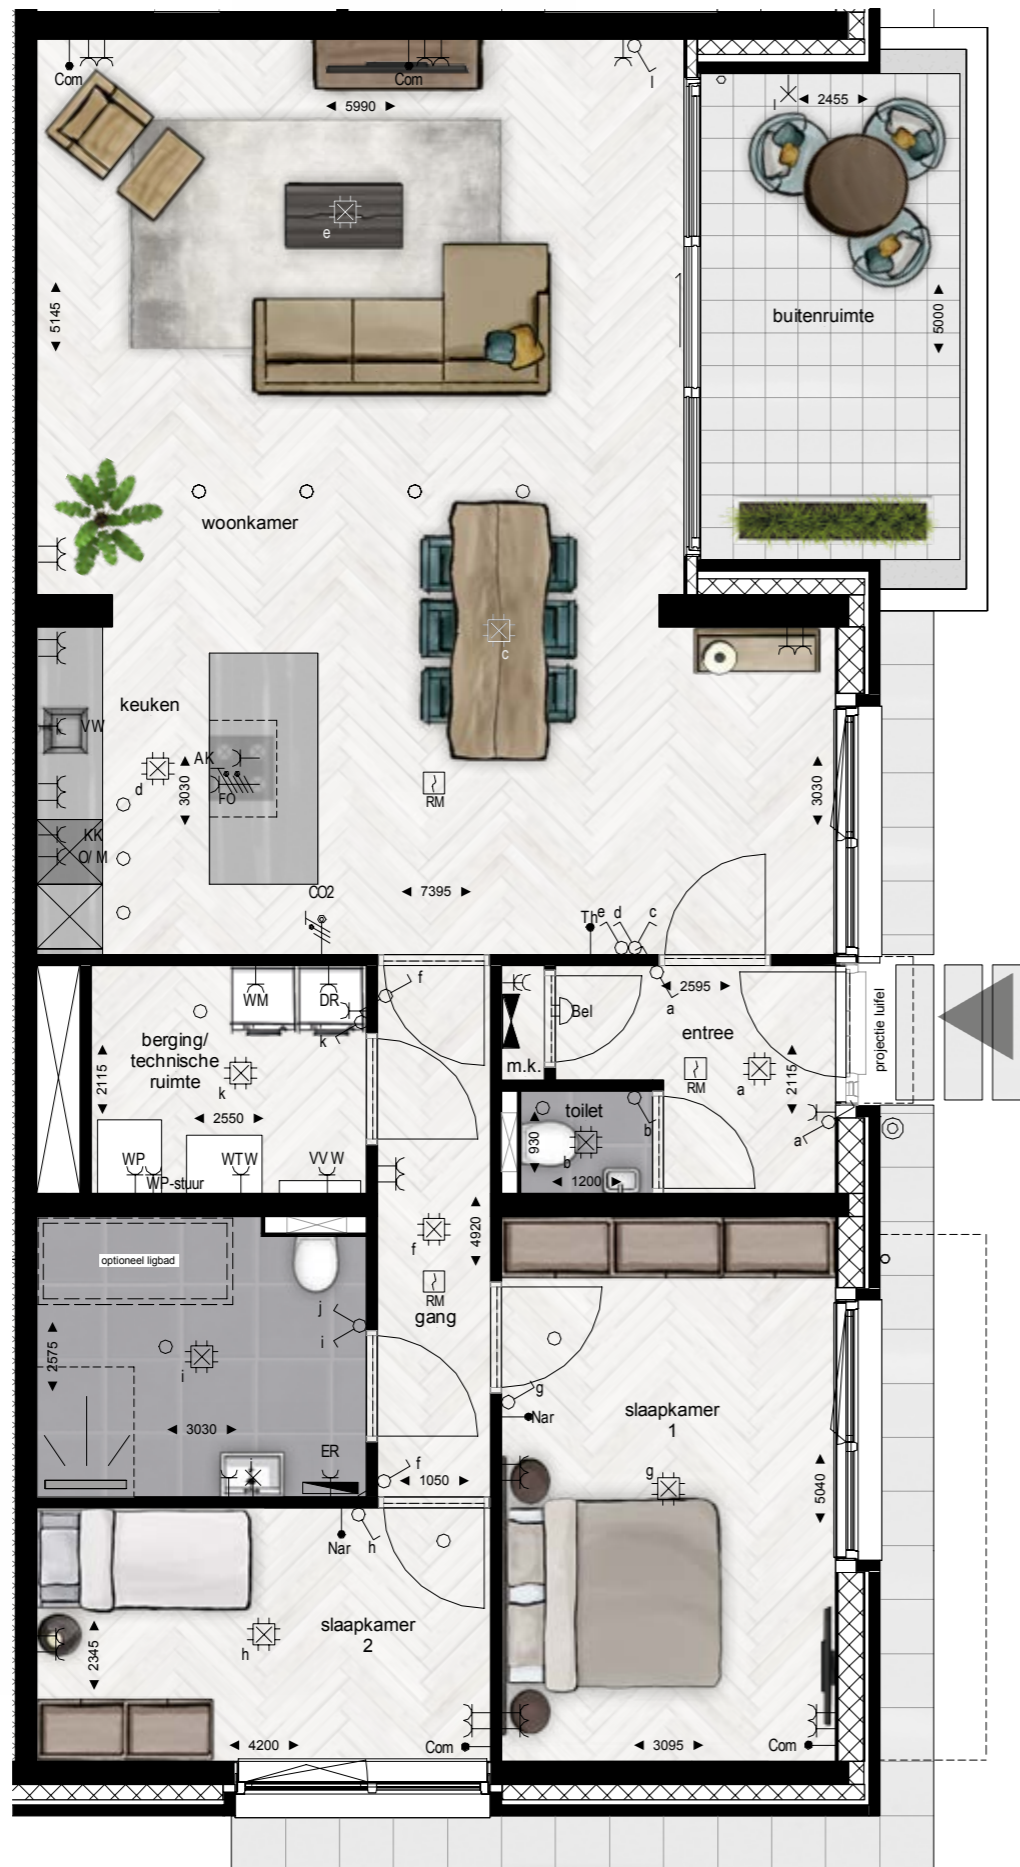 Com
Com
l
5990
l
2455
e
5145
buitenruimte
5000
woonkamer
c
keuken
VW
d
AK
FO
3030
RM
3030
KK
O/ M
CO2
7395
Th
e
d
c
f
a
2595
WM
DR
k
Bel
entree
projectie luifel
berging/
technische
ruimte
m.k.
k
RM
a
2115
2115
2550
toilet
930
b
b
a
WP
WTW
VVW
WP-stuur
1200
4920
f
optioneel ligbad
RM
gang
j
i
2575
i
g
Nar
slaapkamer
1
3030
ER
j
f
1050
g
5040
Nar
h
slaapkamer
2
h
2345
4200
Com
3095
Com